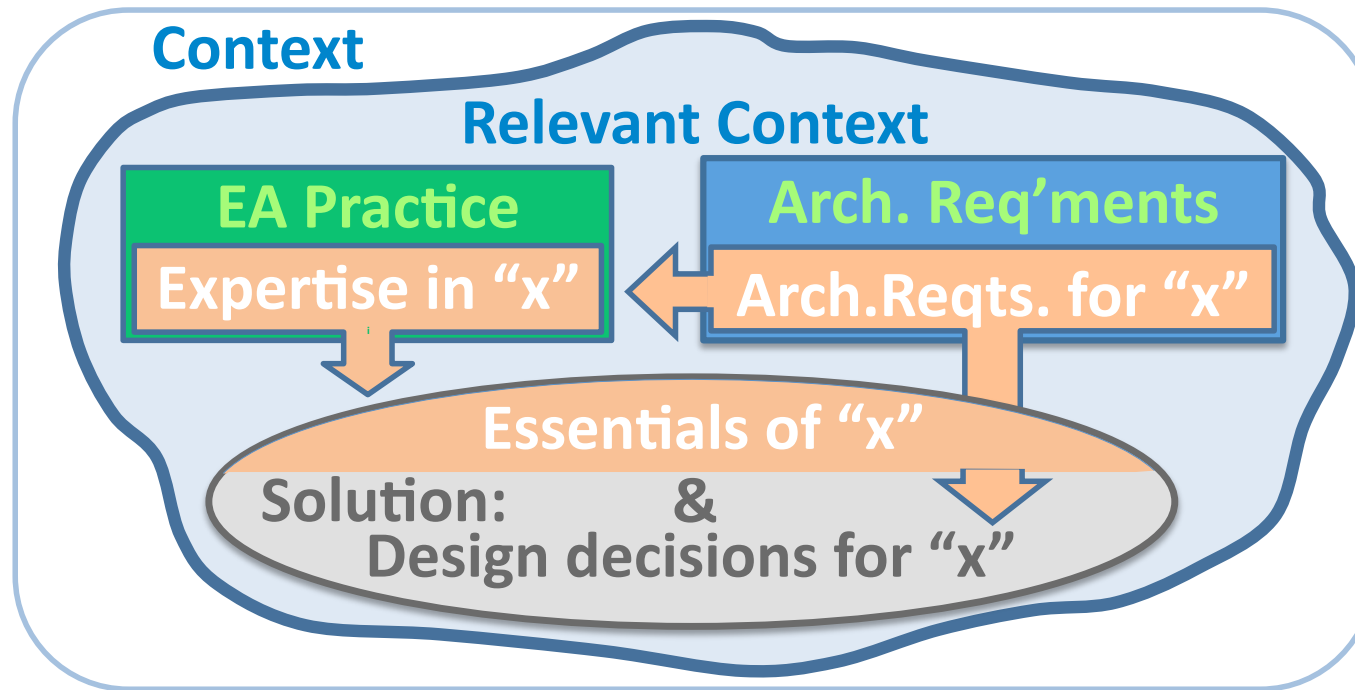 Context
Relevant Context
EA Practice
Arch. Req’ments
Expertise in “x”
Arch.Reqts. for “x”
i
Essentials of “x”
Solution: &
Design decisions for “x”